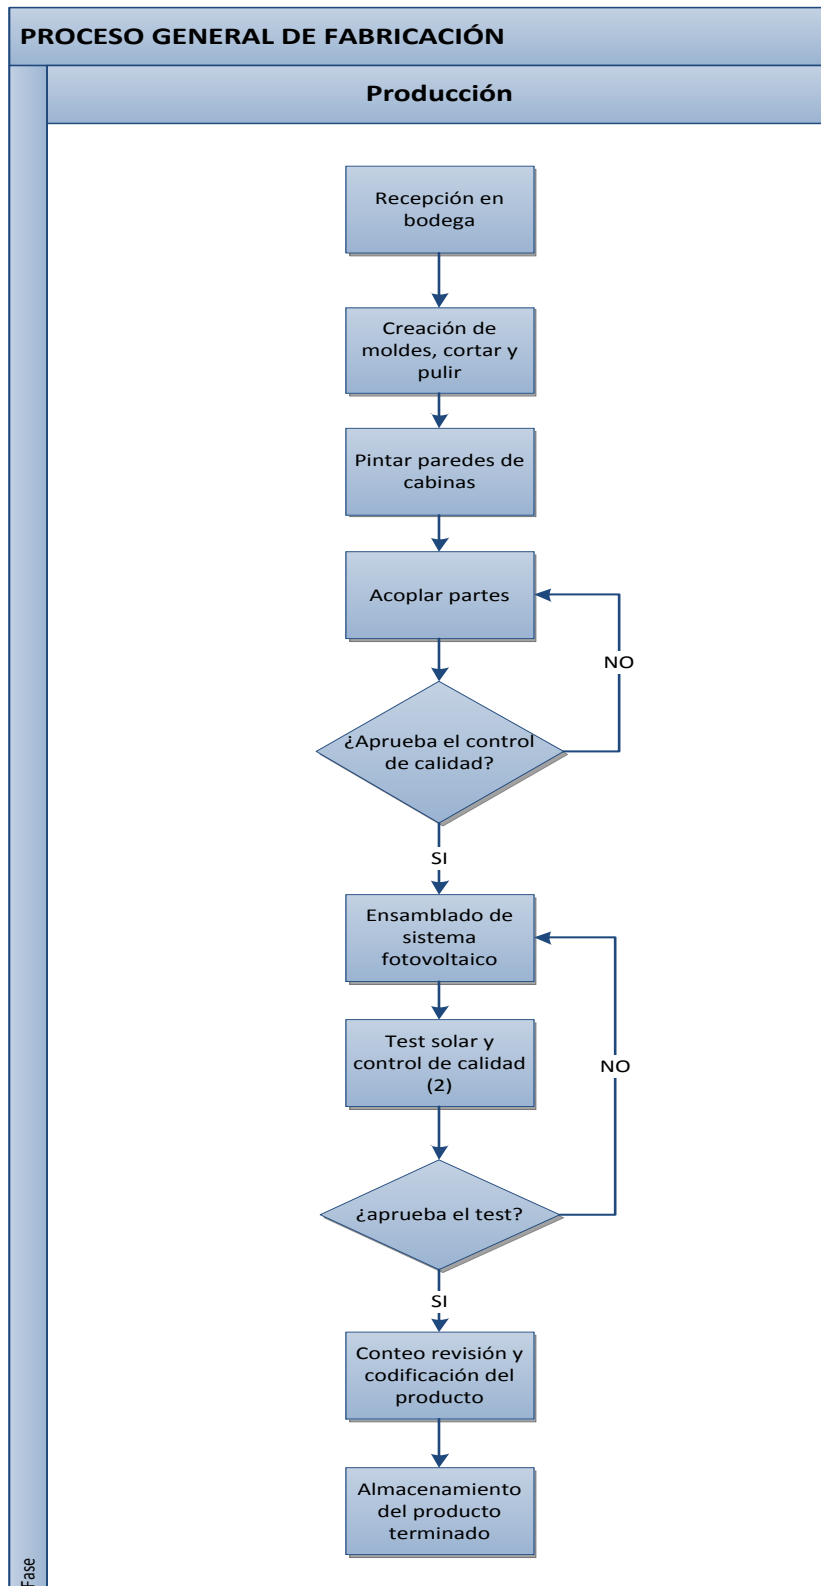 PROCESO GENERAL DE FABRICACIÓN
Producción
Recepción en
bodega
Creación de
moldes, cortar y
pulir
Pintar paredes de
cabinas
Acoplar partes
NO
¿Aprueba el control
de calidad?
SI
Ensamblado de
sistema
fotovoltaico
Test solar y
control de calidad
(2)
NO
¿aprueba el test?
SI
Conteo revisión y
codificación del
producto
Almacenamiento
del producto
terminado
Fase